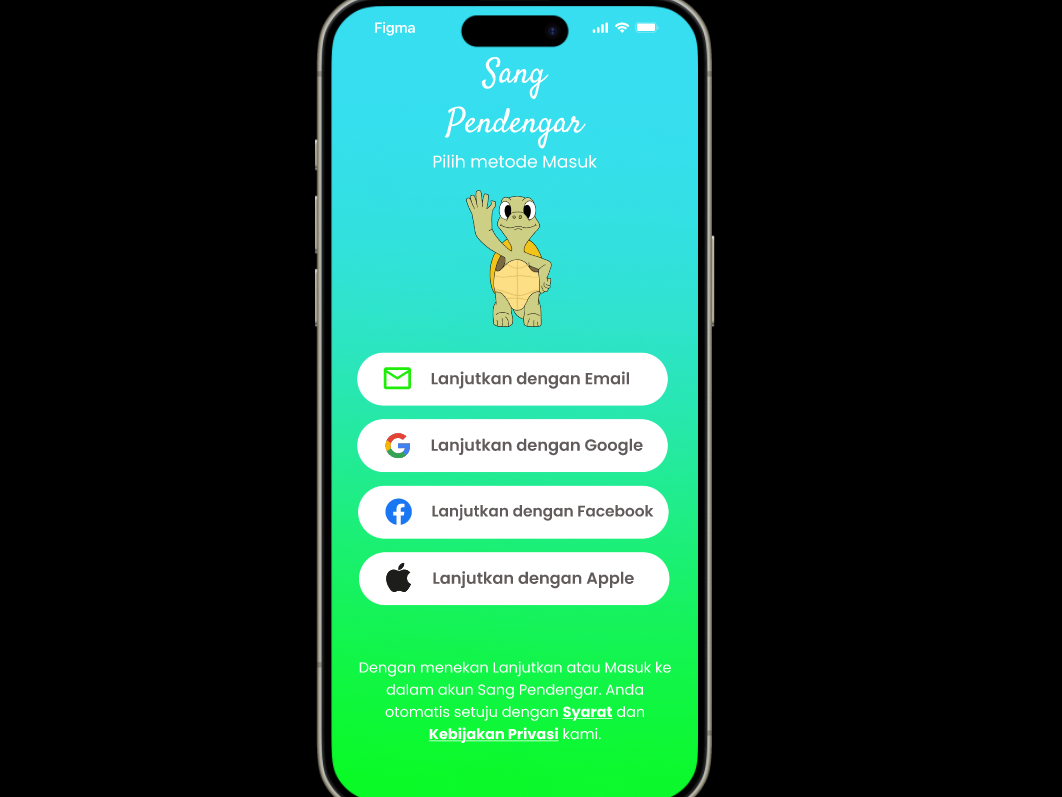 Figma
Sang
Pendengar
Pilih metode Masuk
Lanjutkan dengan Email
Lanjutkan dengan Google
Lanjutkan dengan Facebook
Lanjutkan dengan Apple
Dengan menekan Lanjutkan atau Masuk ke
dalam akun Sang Pendengar. Anda
otomatis setuju dengan Syarat dan
Kebijakan Privasi kami.